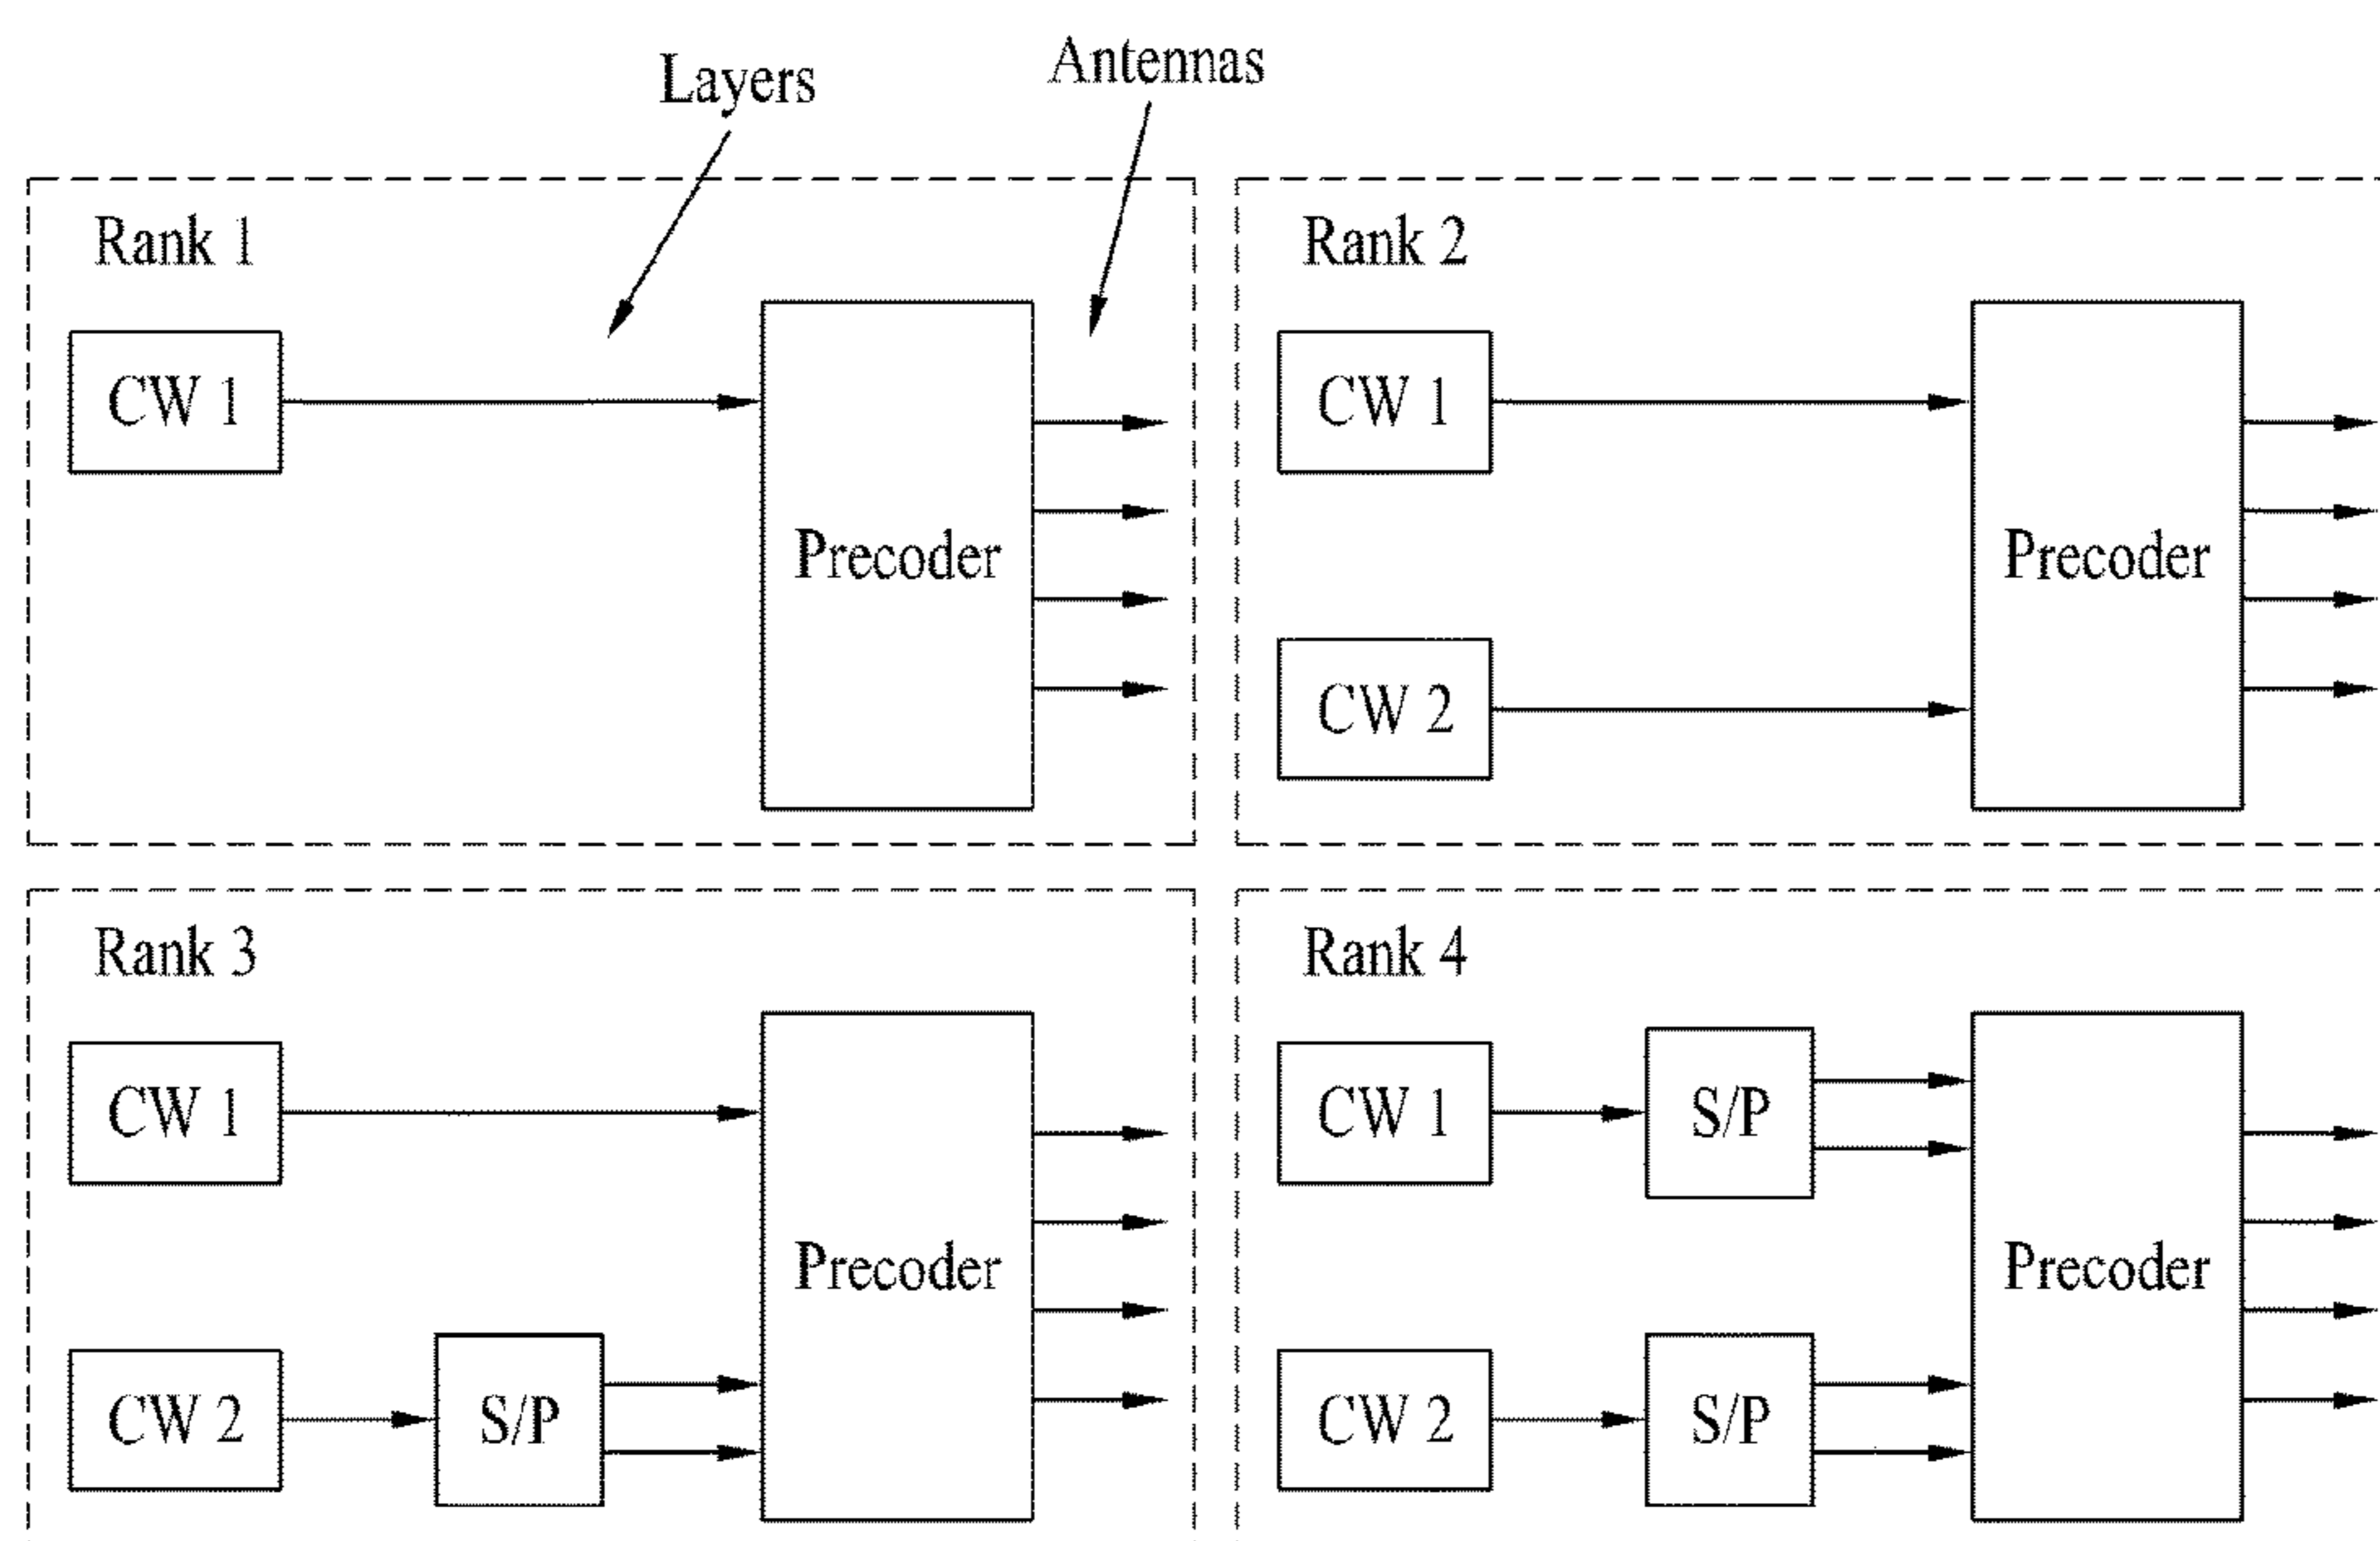 Layers
Antennas
Rank 1
CW 1
Precoder
Rank 2
CW 1
CW 2
Precoder
Rank 3
CW 1
CW 2
S/P
Precoder
Rank 4
CW 1
S/P
CW 2
S/P
Precoder